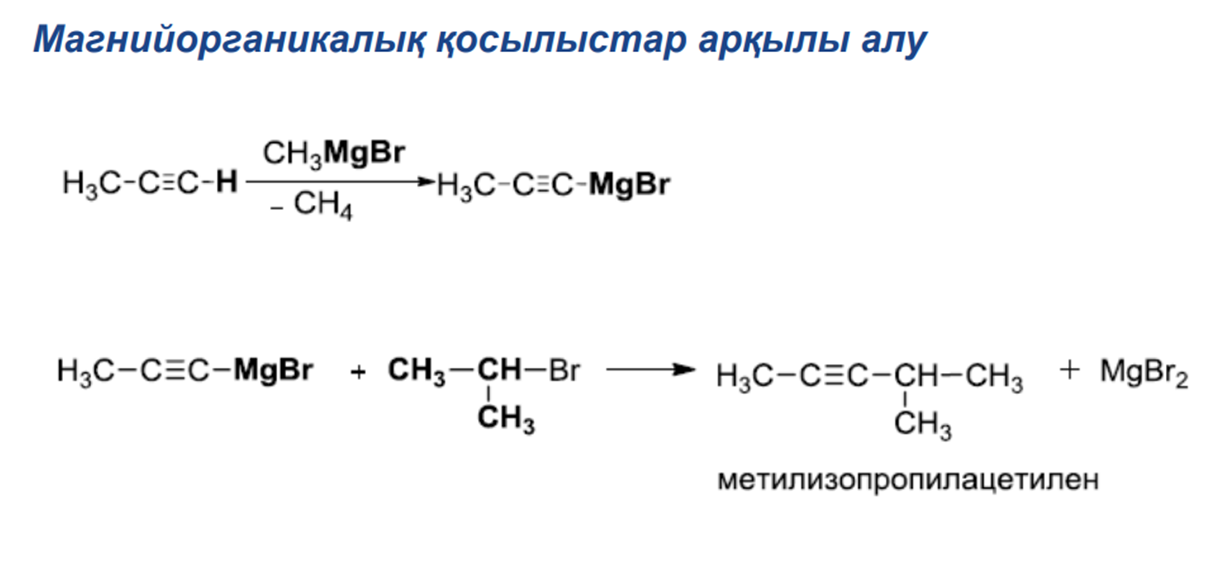 Магнийорганикалық қосылыстар арқылы алу
CH₃MgBr
H₃C-C≡C-H → H₃C-C≡C-MgBr
– CH₄
H₃C–C≡C–MgBr + CH₃–CH–Br → H₃C–C≡C–CH–CH₃ + MgBr₂
CH₃ CH₃
метилизопропилацетилен